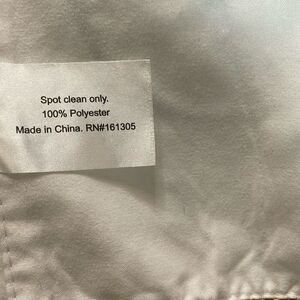 Spot clean only.
100% Polyester
Made in China. RN#161305